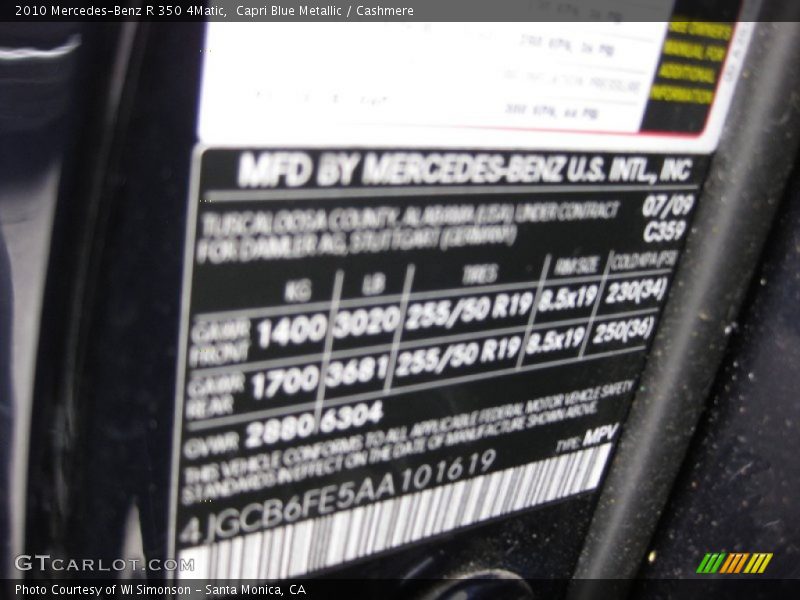 2010 Mercedes-Benz R 350 4Matic, Capri Blue Metallic / Cashmere
SEE OWNER'S
MANUAL FOR
ADDITIONAL
INFORMATION
MFD BY MERCEDES-BENZ U.S. INTL., INC
TUSCALOOSA COUNTY, ALABAMA (USA) UNDER CONTRACT 07/09
FOR DAIMLER AG, STUTTGART (GERMANY) C359
KG LB TIRES RIM SIZE COLD KPA/PSI
GAWR FRONT 1400 3020 255/50 R19 8.5x19 230(34)
GAWR REAR 1700 3681 255/50 R19 8.5x19 250(36)
GVWR 2880 6304
THIS VEHICLE CONFORMS TO ALL APPLICABLE FEDERAL MOTOR VEHICLE SAFETY
STANDARDS IN EFFECT ON THE DATE OF MANUFACTURE SHOWN ABOVE.
4JGCB6FE5AA101619 TYPE: MPV
GTCARLOT.COM
Photo Courtesy of WI Simonson - Santa Monica, CA